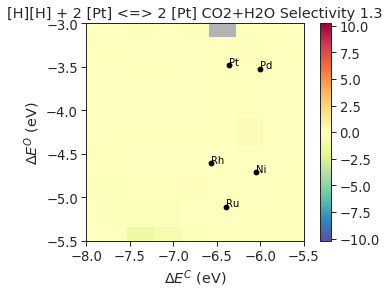 [H][H] + 2 [Pt] <=> 2 [Pt] CO2+H2O Selectivity 1.3
−3.0
−3.5
−4.0
−4.5
−5.0
−5.5
ΔE^O (eV)
Pt
Pd
Rh
Ni
Ru
−8.0 −7.5 −7.0 −6.5 −6.0 −5.5
ΔE^C (eV)
10.0
7.5
5.0
2.5
0.0
−2.5
−5.0
−7.5
−10.0